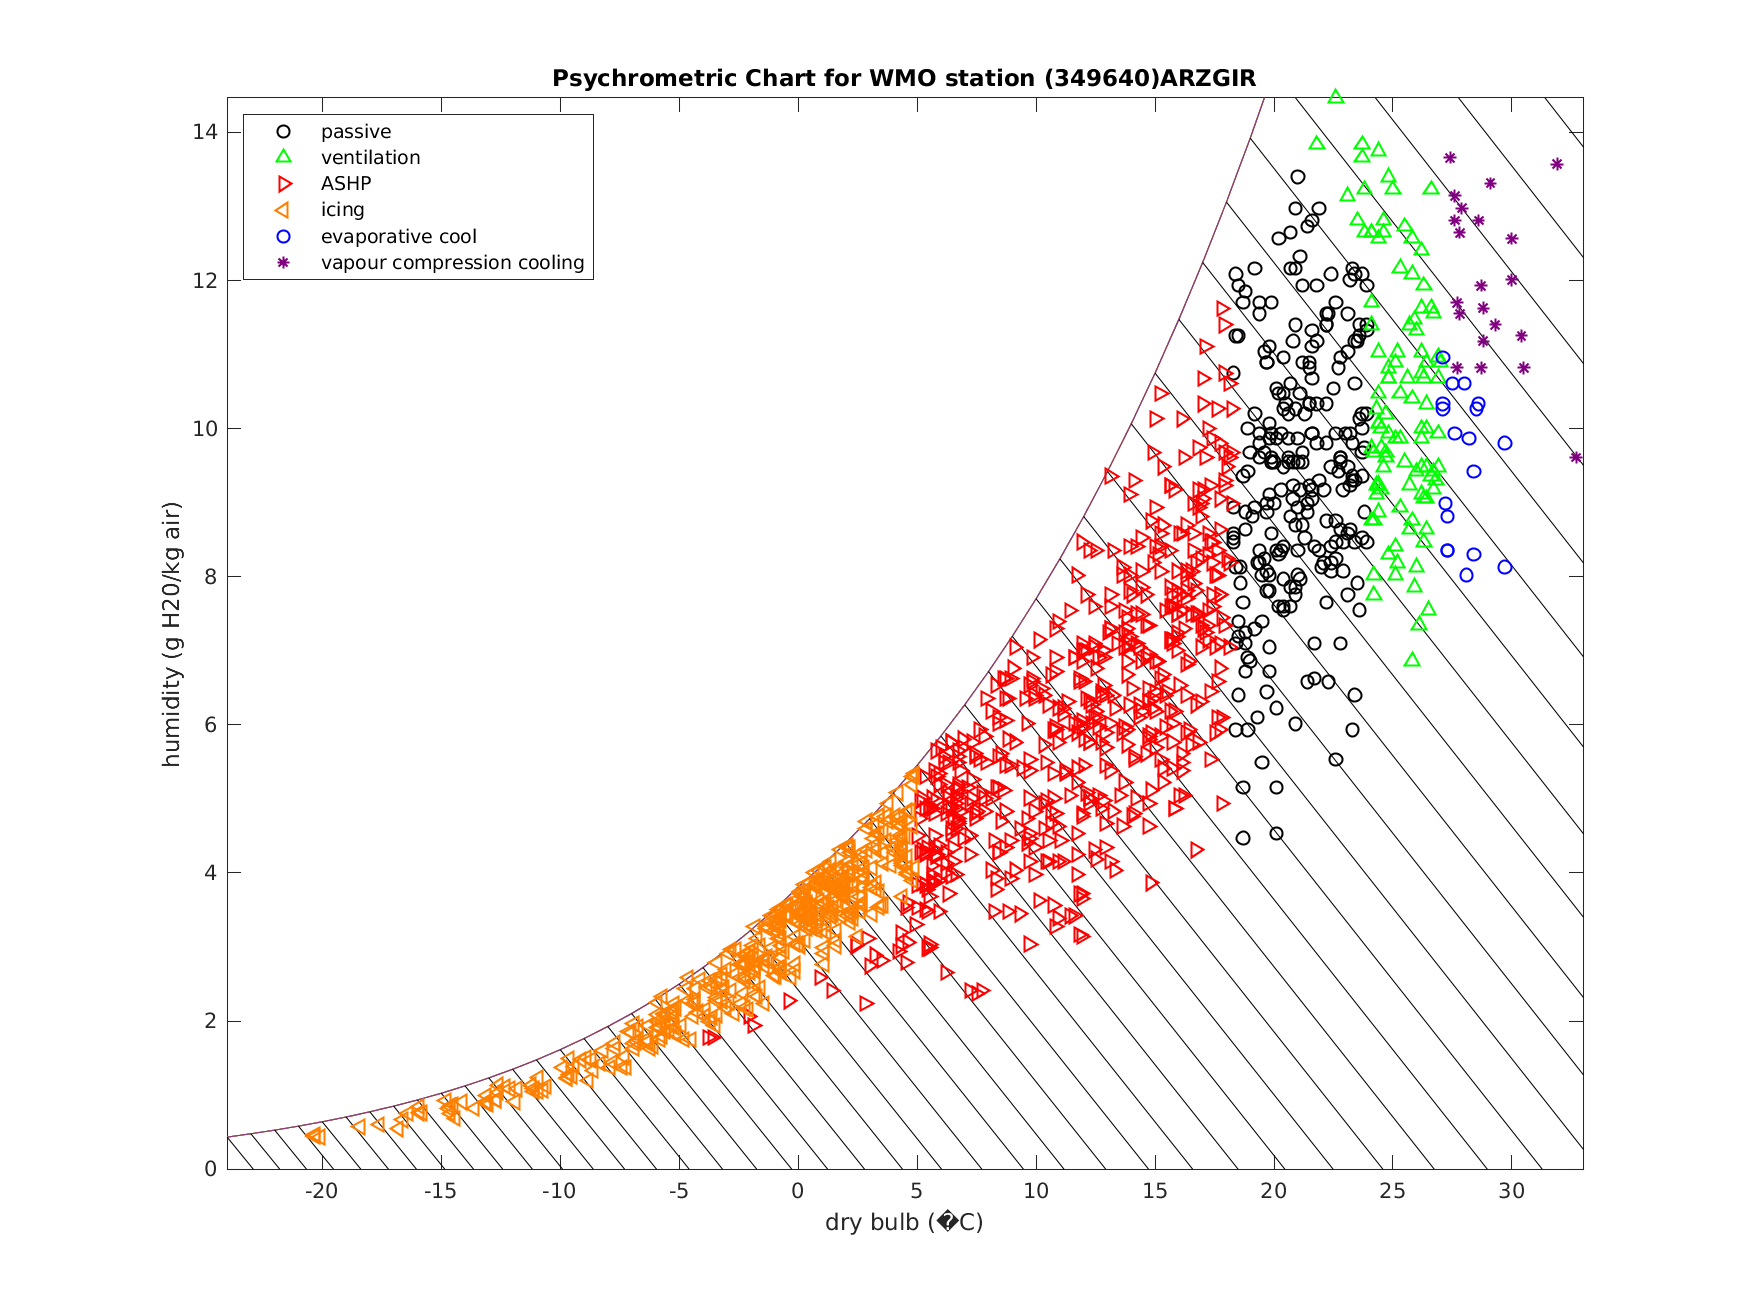 Psychrometric Chart for WMO station (349640)ARZGIR
passive
ventilation
ASHP
icing
evaporative cool
vapour compression cooling
humidity (g H20/kg air)
14
12
10
8
6
4
2
0
-20 -15 -10 -5 0 5 10 15 20 25 30
dry bulb (�C)